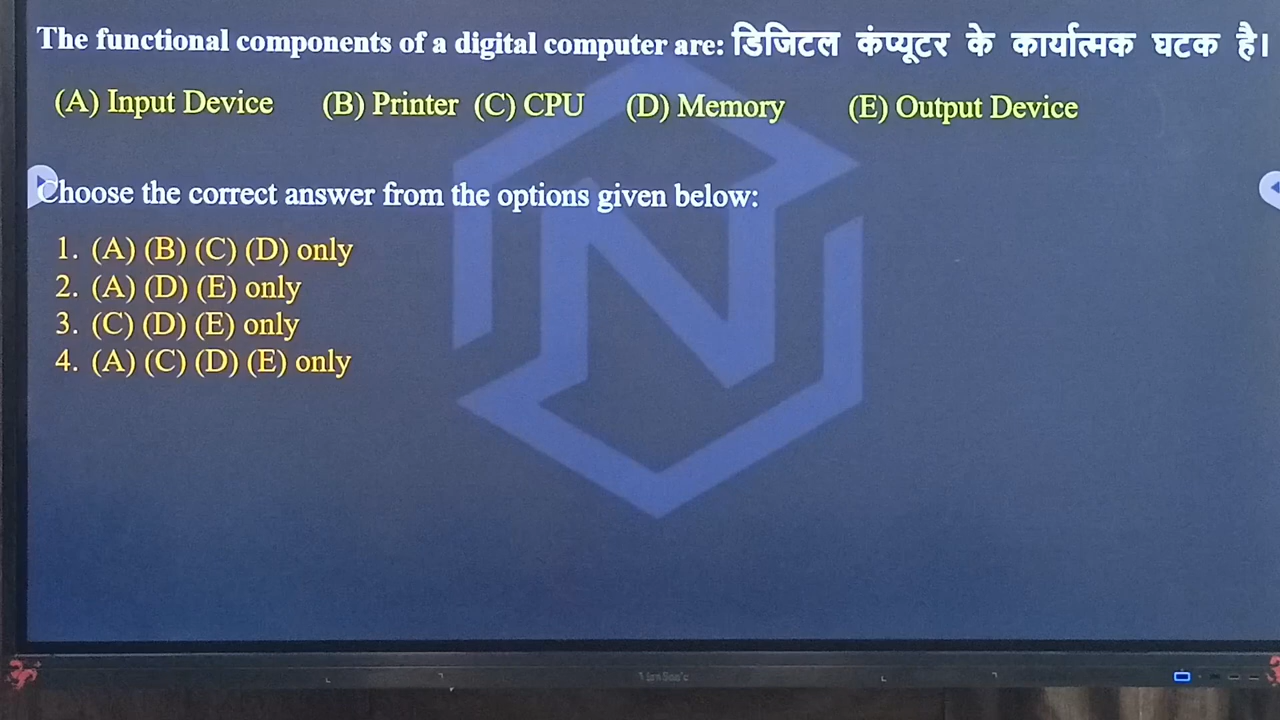 The functional components of a digital computer are: डिजिटल कंप्यूटर के कार्यात्मक घटक है।
(A) Input Device (B) Printer (C) CPU (D) Memory (E) Output Device
Choose the correct answer from the options given below:
1. (A) (B) (C) (D) only
2. (A) (D) (E) only
3. (C) (D) (E) only
4. (A) (C) (D) (E) only